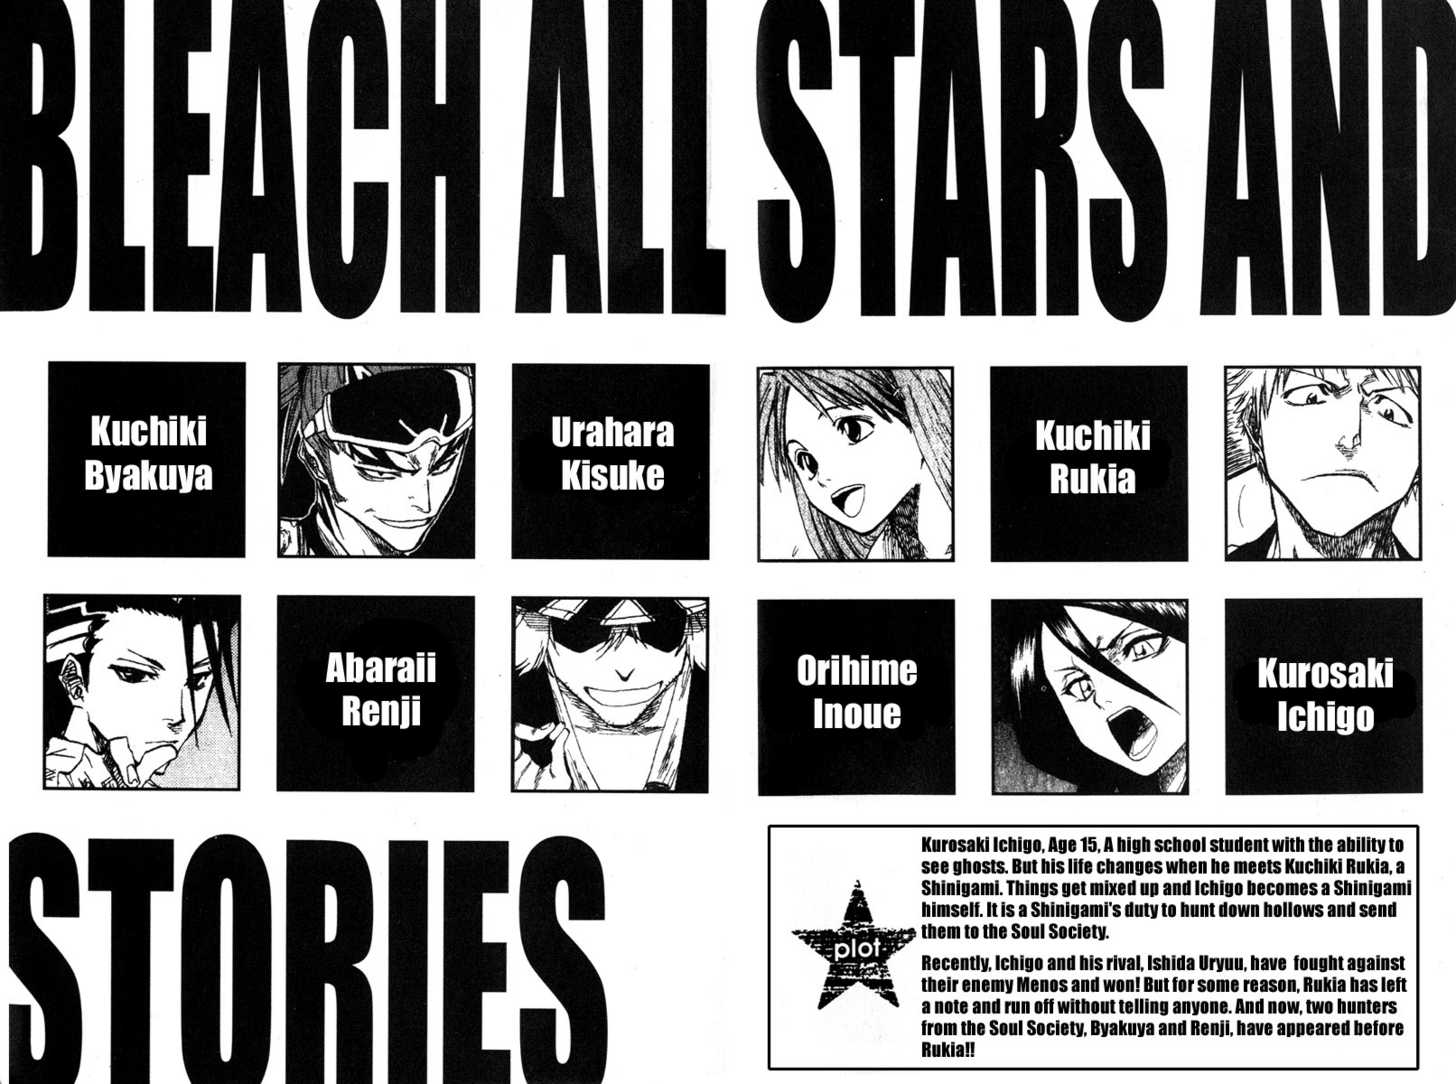 BLEACH ALL STARS AND
Kuchiki
Byakuya
Urahara
Kisuke
Kuchiki
Rukia
Abaraii
Renji
Orihime
Inoue
Kurosaki
Ichigo
STORIES
plot
Kurosaki Ichigo, Age 15, A high school student with the ability to
see ghosts. But his life changes when he meets Kuchiki Rukia, a
Shinigami. Things get mixed up and Ichigo becomes a Shinigami
himself. It is a Shinigami's duty to hunt down hollows and send
them to the Soul Society.
Recently, Ichigo and his rival, Ishida Uryuu, have fought against
their enemy Menos and won! But for some reason, Rukia has left
a note and run off without telling anyone. And now, two hunters
from the Soul Society, Byakuya and Renji, have appeared before
Rukia!!